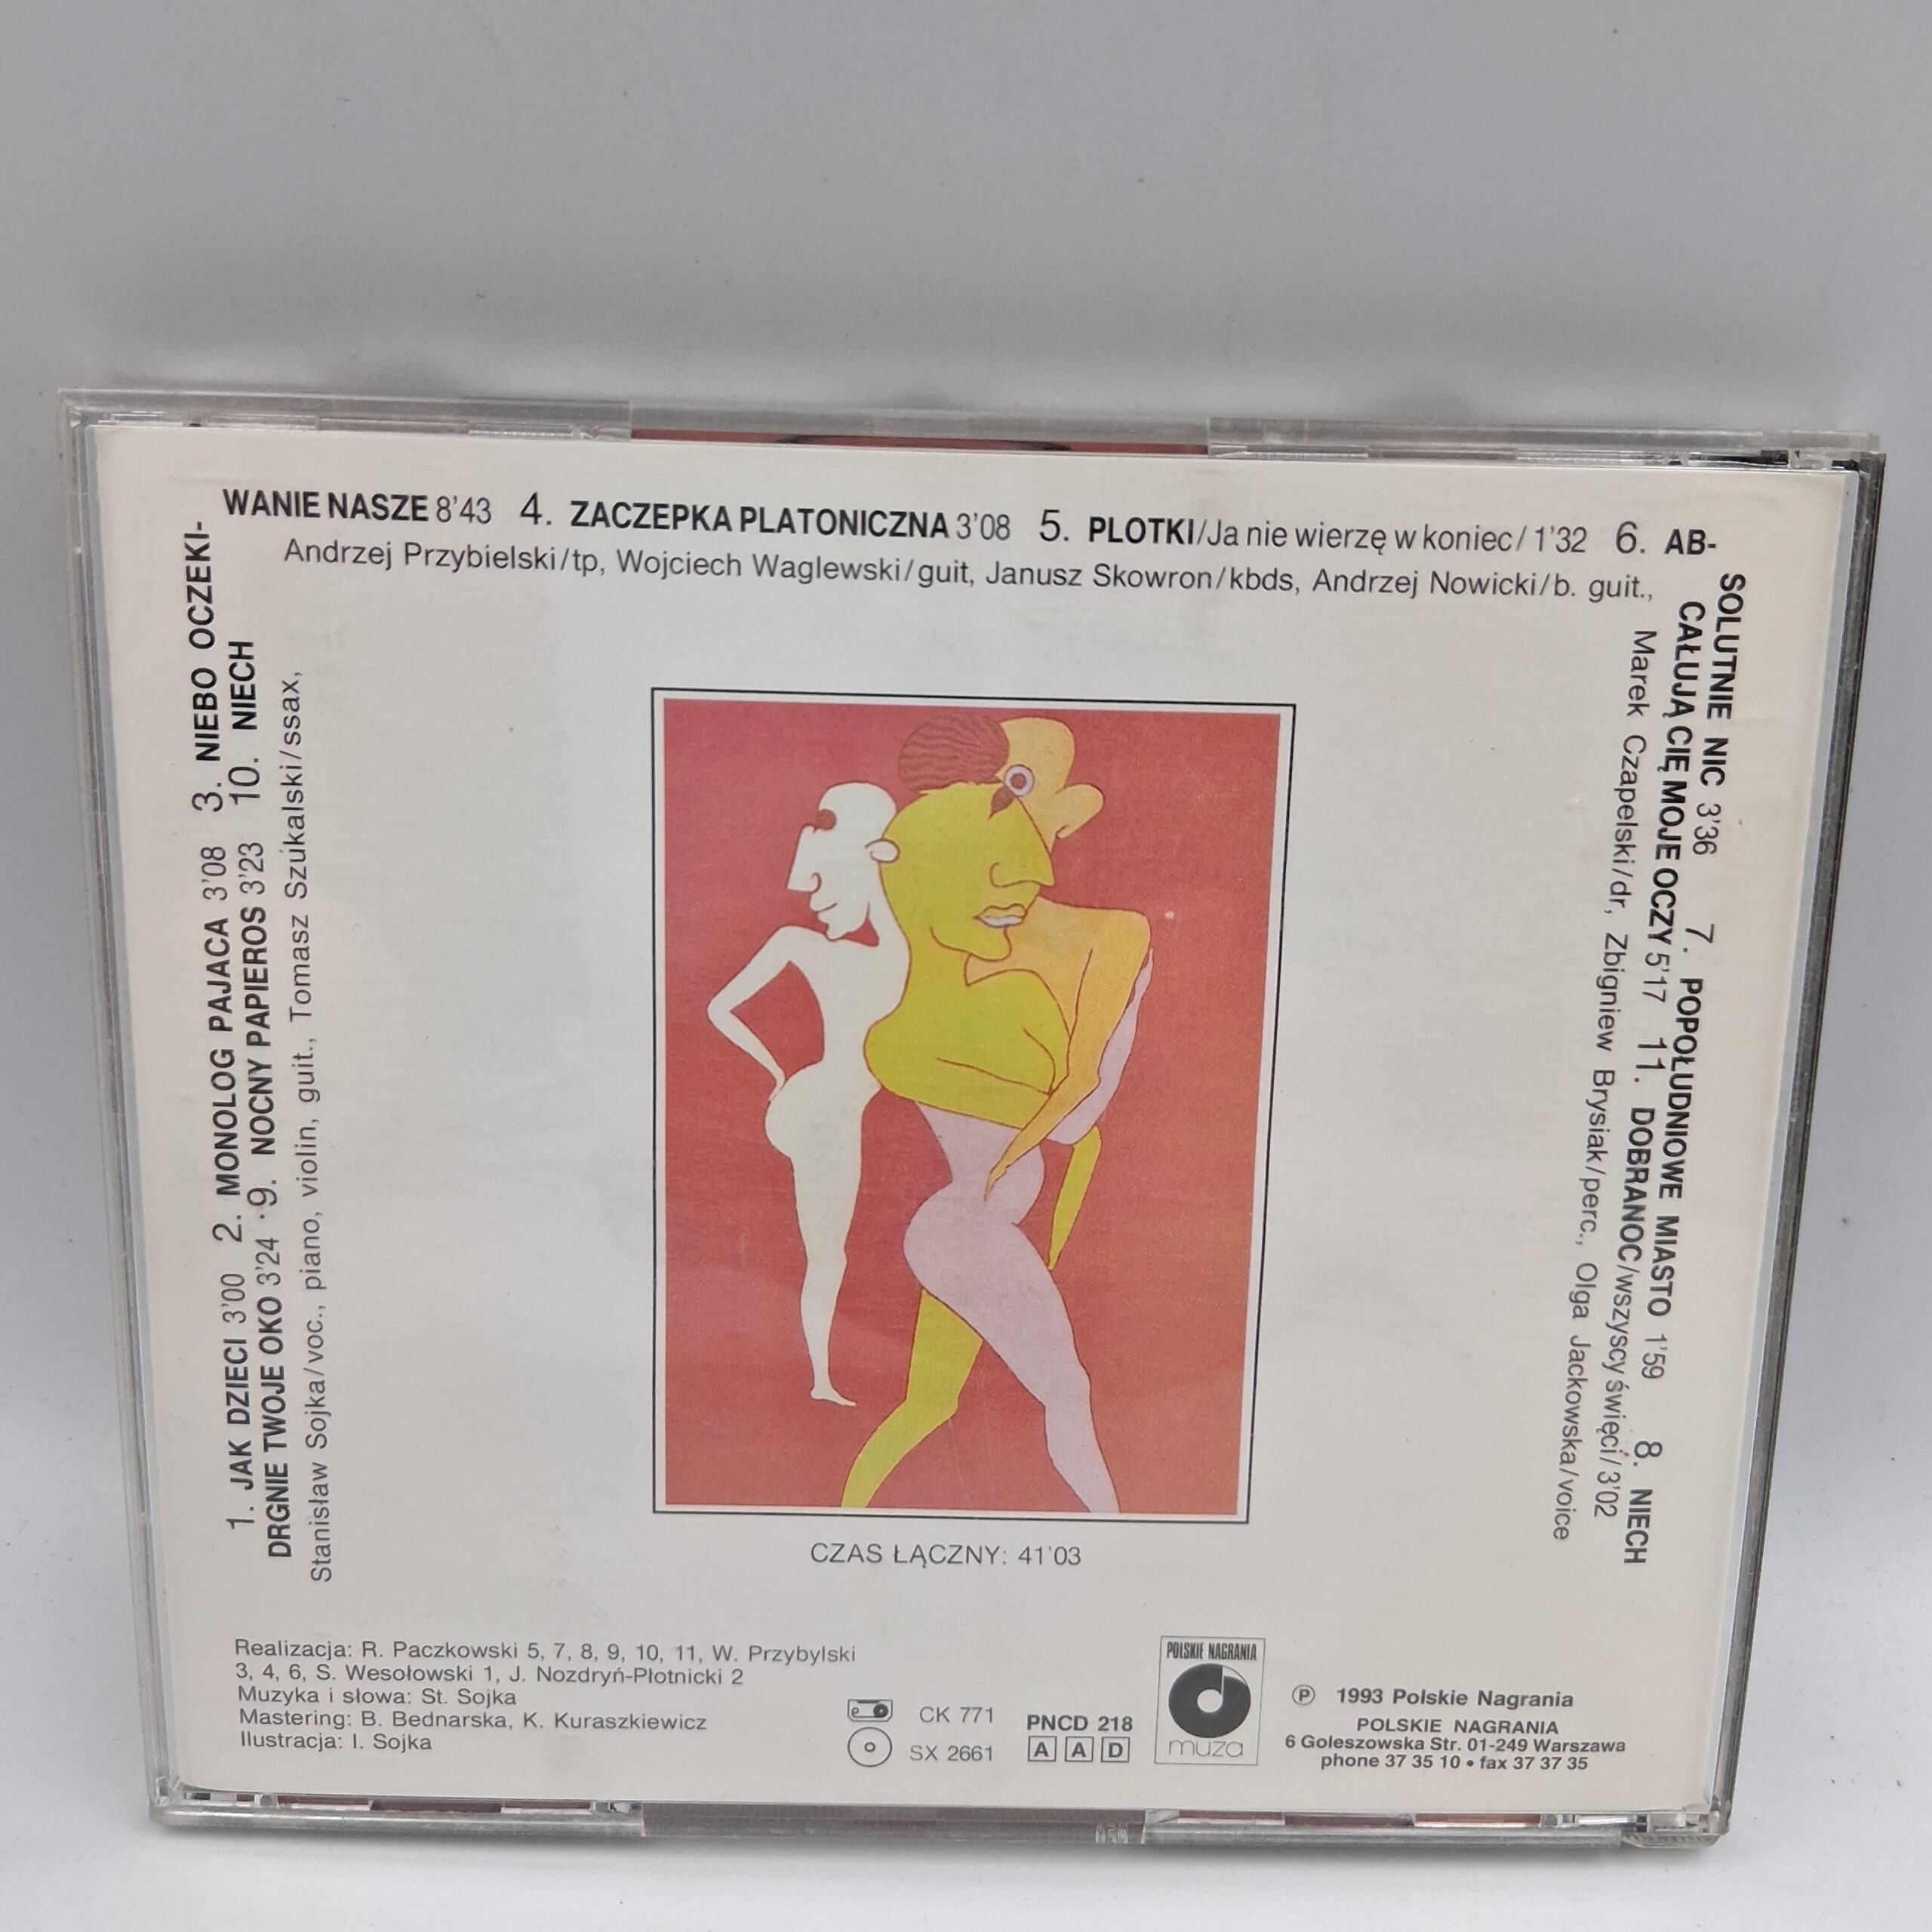 1. JAK DZIECI 3'00 2. MONOLOG PAJACA 3'08 3. NIEBO OCZEKI-
WANIE NASZE 8'43 4. ZACZEPKA PLATONICZNA 3'08 5. PLOTKI/Ja nie wierzę w koniec/ 1'32 6. AB-
SOLUTNIE NIC 3'36 7. POPOŁUDNIOWE MIASTO 1'59 8. NIECH
DRGNIE TWOJE OKO 3'24 9. NOCNY PAPIEROS 3'23 10. NIECH
CAŁUJĄ CIĘ MOJE OCZY 5'17 11. DOBRANOC/wszyscy święci/3'02
Stanisław Sojka/voc., piano, violin, guit., Tomasz Szukalski/ssax,
Andrzej Przybielski/tp, Wojciech Waglewski/guit, Janusz Skowron/kbds, Andrzej Nowicki/b. guit.,
Marek Czapelski/dr, Zbigniew Brysiak/perc., Olga Jackowska/voice
CZAS ŁĄCZNY: 41'03
Realizacja: R. Paczkowski 5, 7, 8, 9, 10, 11, W. Przybylski
3, 4, 6, S. Wesołowski 1, J. Nozdryń-Płotnicki 2
Muzyka i słowa: St. Sojka
Mastering: B. Bednarska, K. Kuraszkiewicz
Ilustracja: I. Sojka
CK 771
SX 2661
PNCD 218
A A D
POLSKIE NAGRANIA
muza
Ⓟ 1993 Polskie Nagrania
POLSKIE NAGRANIA
6 Goleszowska Str. 01-249 Warszawa
phone 37 35 10 • fax 37 37 35